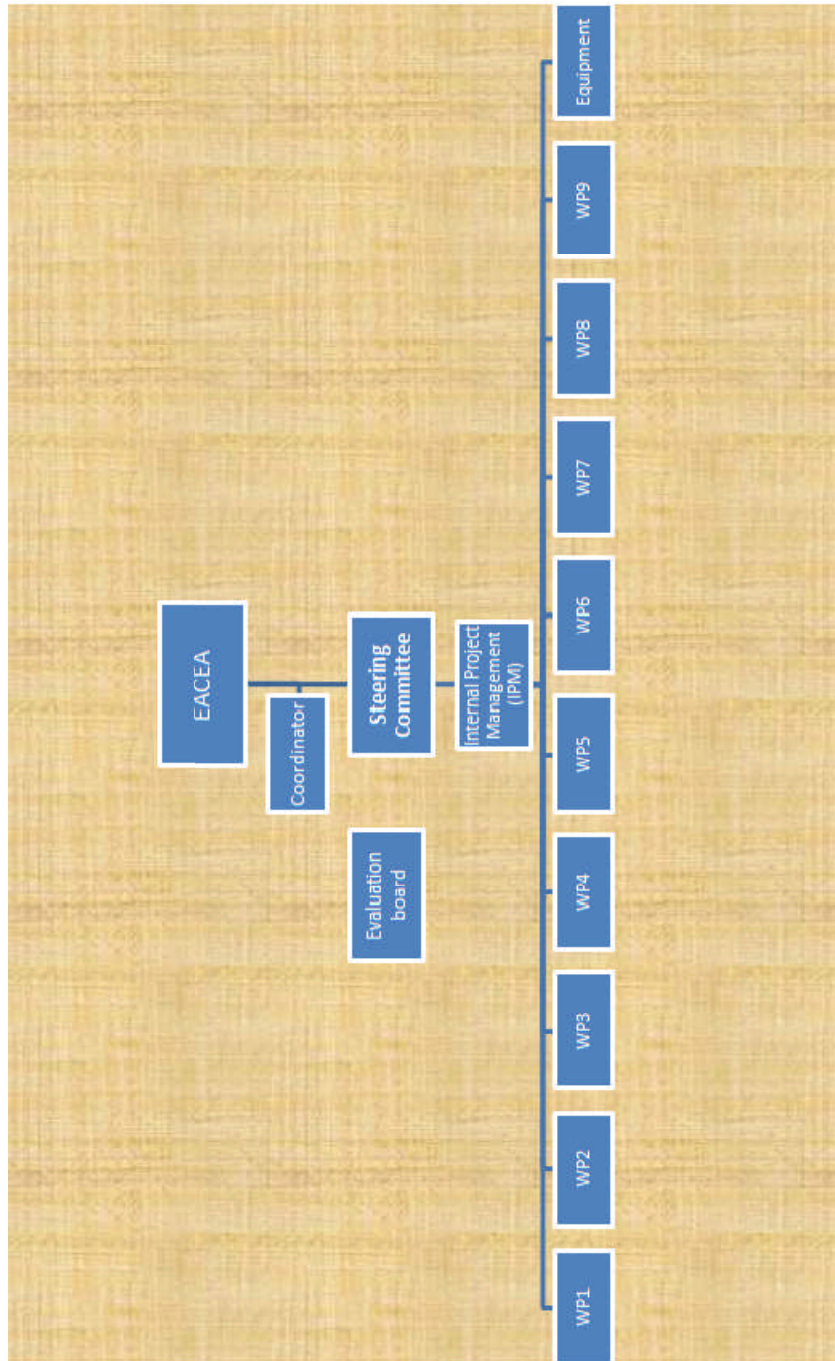 EACEA
Coordinator
Evaluation
board
Steering
Committee
Internal Project
Management
(IPM)
WP1
WP2
WP3
WP4
WP5
WP6
WP7
WP8
WP9
Equipment